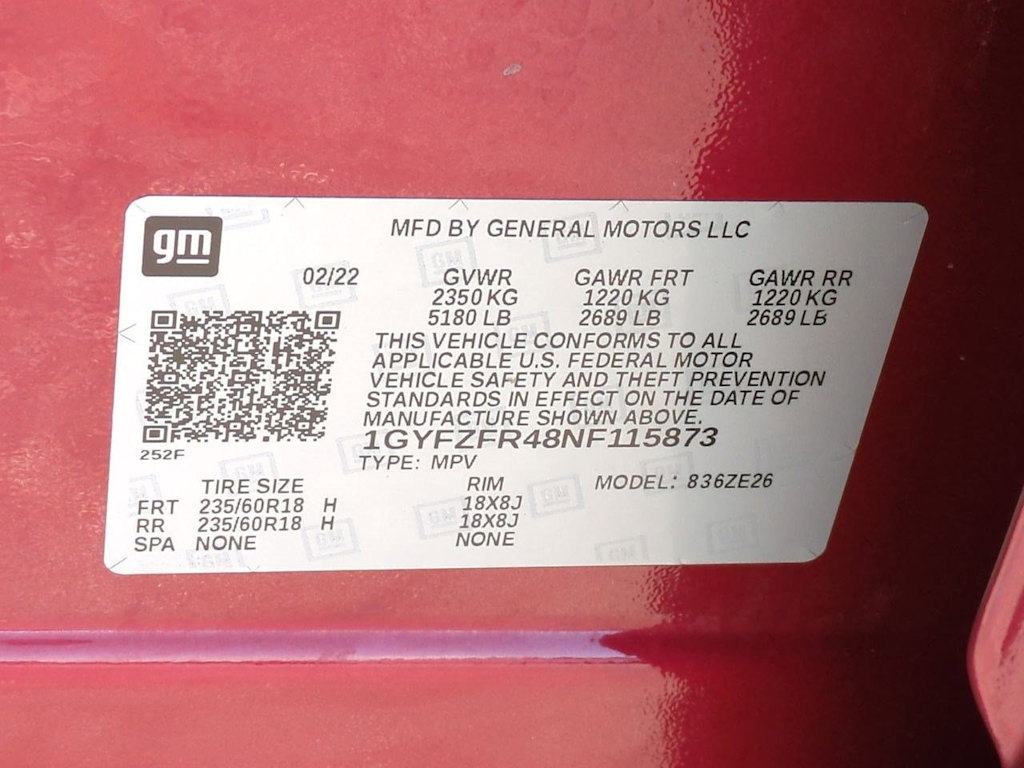 gm
MFD BY GENERAL MOTORS LLC
02/22 GVWR GAWR FRT GAWR RR
2350 KG 1220 KG 1220 KG
5180 LB 2689 LB 2689 LB
THIS VEHICLE CONFORMS TO ALL
APPLICABLE U.S. FEDERAL MOTOR
VEHICLE SAFETY AND THEFT PREVENTION
STANDARDS IN EFFECT ON THE DATE OF
MANUFACTURE SHOWN ABOVE.
1GYFZFR48NF115873
252F
TYPE: MPV
TIRE SIZE RIM MODEL: 836ZE26
FRT 235/60R18 H 18X8J
RR 235/60R18 H 18X8J
SPA NONE NONE